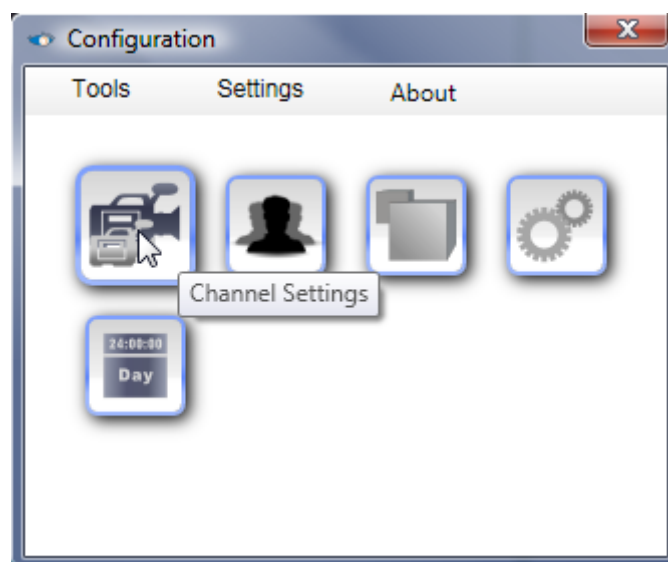 Configuration
X
Tools Settings About
Channel Settings
24:00:00
Day